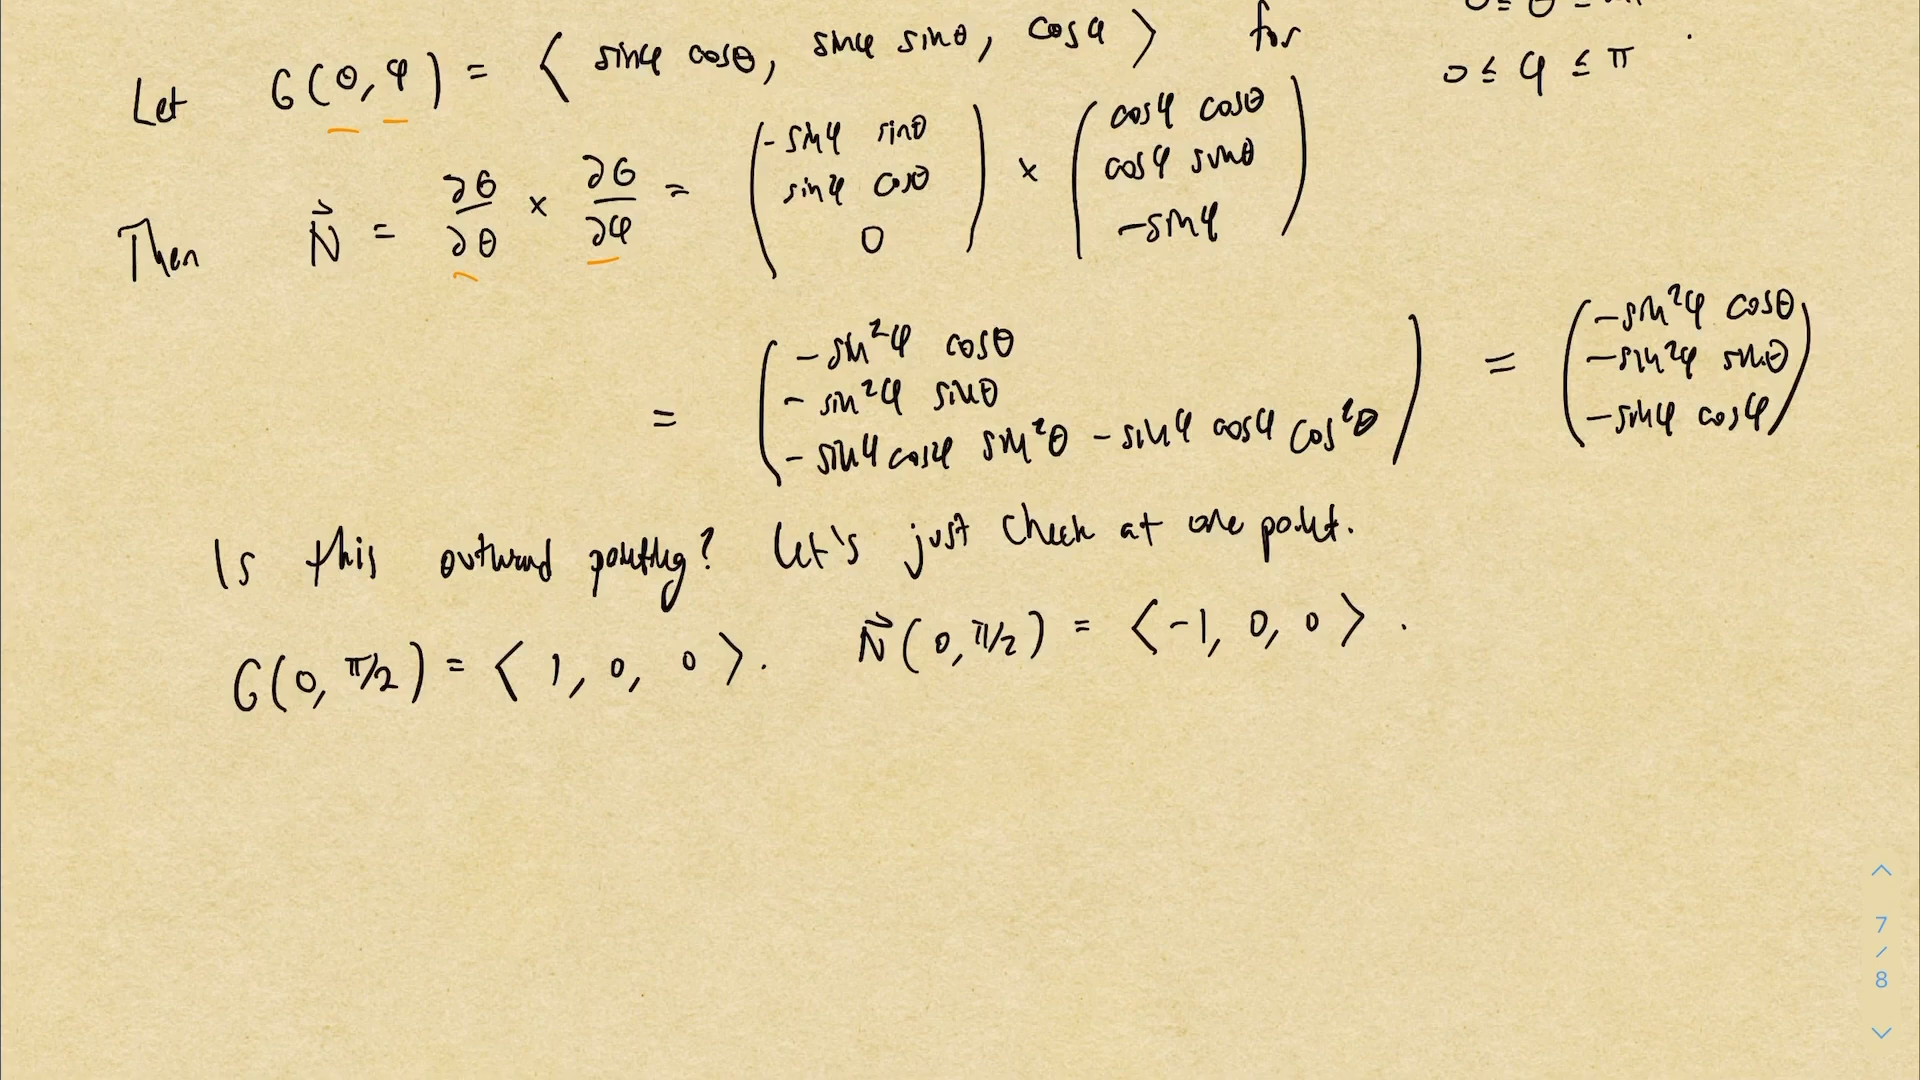 Let G(θ, φ) = ⟨ sinφ cosθ, sinφ sinθ, cosφ ⟩ for
0 ≤ φ ≤ π .
Then N⃗ = ∂G/∂θ × ∂G/∂φ = ( -sinφ sinθ, sinφ cosθ, 0 ) × ( cosφ cosθ, cosφ sinθ, -sinφ )
= ( -sin²φ cosθ, -sin²φ sinθ, -sinφ cosφ sin²θ - sinφ cosφ cos²θ ) = ( -sin²φ cosθ, -sin²φ sinθ, -sinφ cosφ )
Is this outward pointing? Let's just check at one point.
G(0, π/2) = ⟨ 1, 0, 0 ⟩. N⃗(0, π/2) = ⟨ -1, 0, 0 ⟩ .
7
/
8